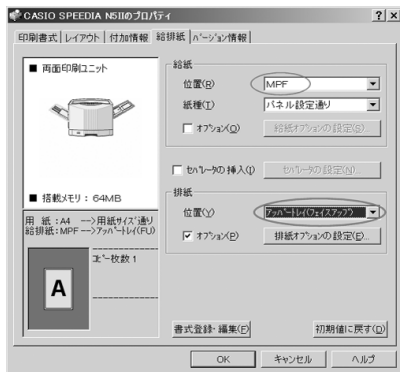 CASIO SPEEDIA N5IIのプロパティ
印刷書式 レイアウト 付加情報 給排紙 バージョン情報
■ 両面印刷ユニット
■ 搭載メモリ: 64MB
用 紙:A4 -->用紙サイズ通り
給排紙:MPF -->アッパートレイ(FU)
コピー枚数 1
A
給紙
位置(R) MPF
紙種(T) パネル設定通り
オプション(O) 給紙オプションの設定(S)...
セパレータの挿入(I) セパレータの設定(N)...
排紙
位置(Y) アッパートレイ(フェイスアップ)
オプション(P) 排紙オプションの設定(E)...
書式登録・編集(F) 初期値に戻す(D)
OK キャンセル ヘルプ